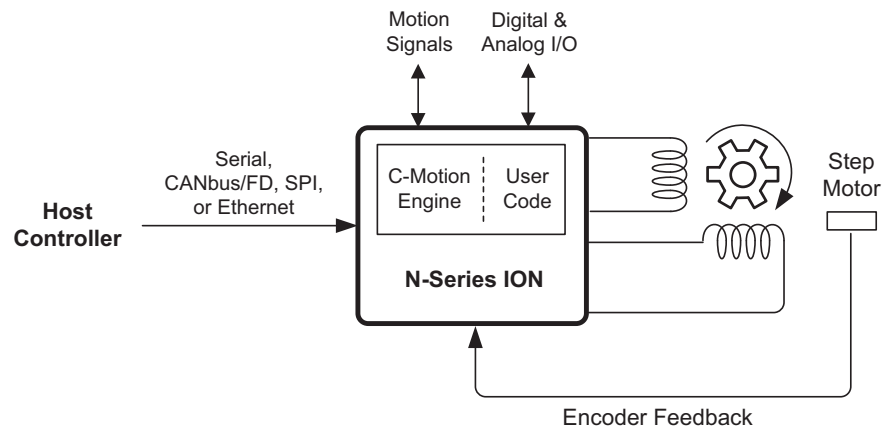 Motion
Signals
Digital &
Analog I/O
Serial,
CANbus/FD, SPI,
or Ethernet
Host
Controller
C-Motion
Engine
User
Code
N-Series ION
Step
Motor
Encoder Feedback